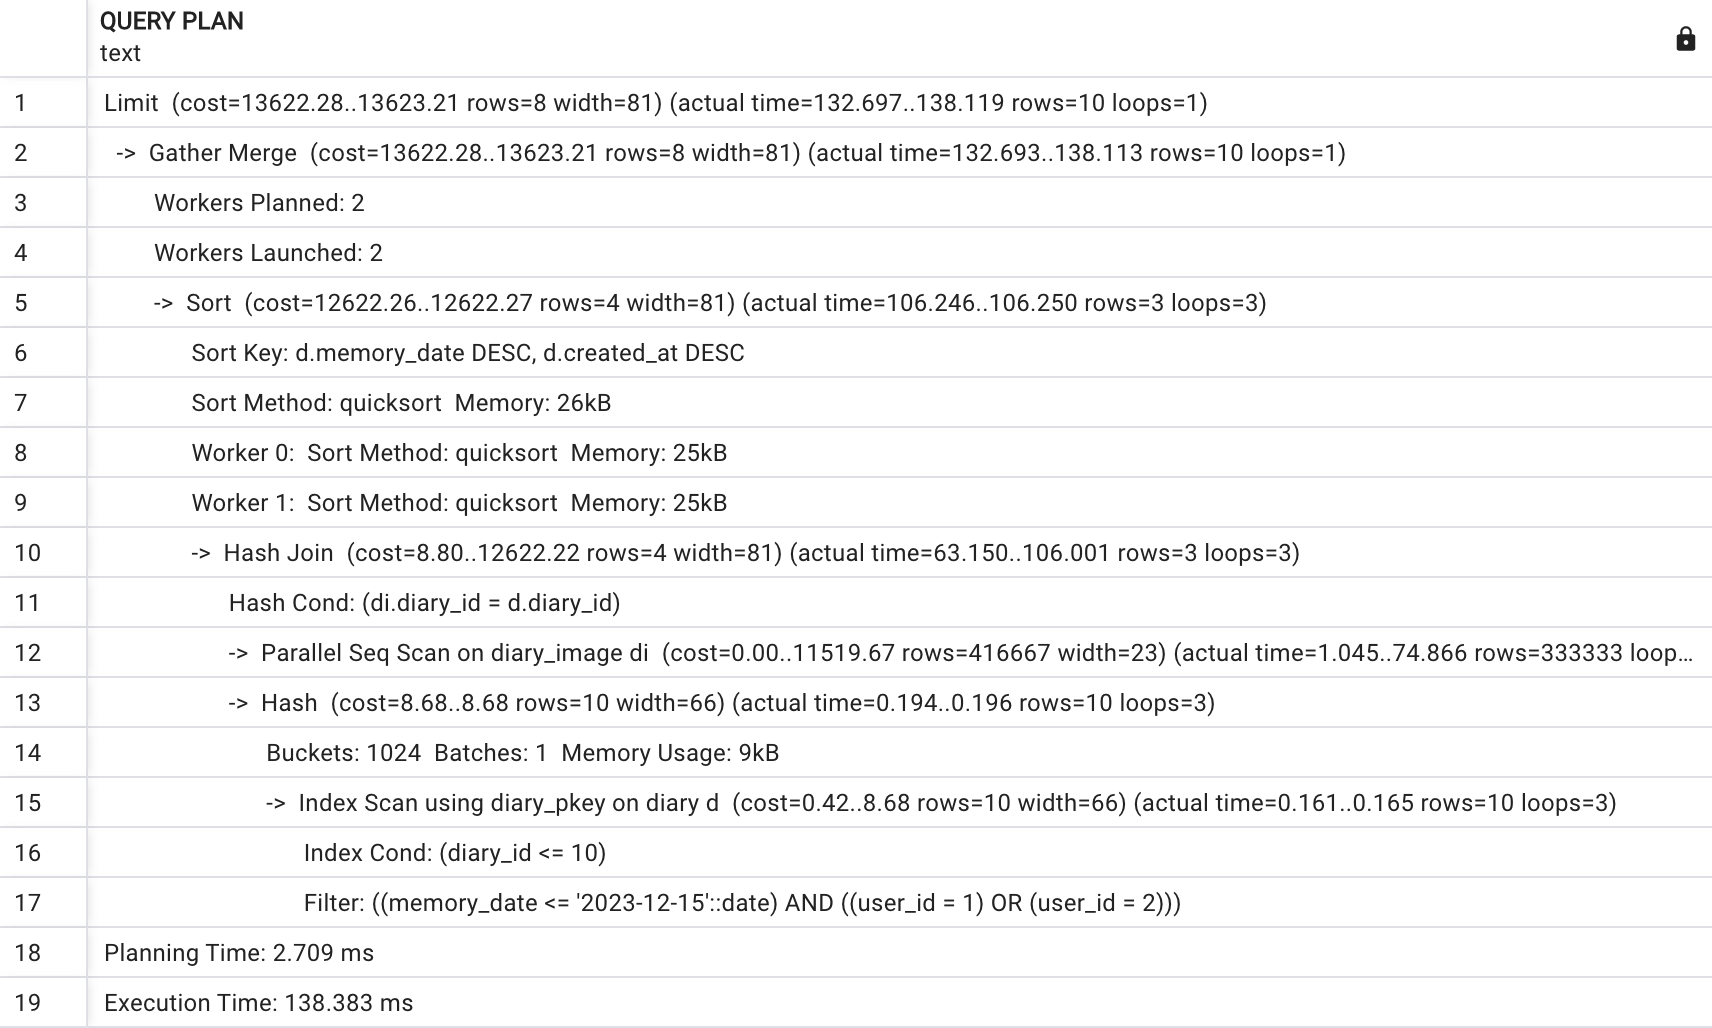 QUERY PLAN
text
1 Limit (cost=13622.28..13623.21 rows=8 width=81) (actual time=132.697..138.119 rows=10 loops=1)
2 -> Gather Merge (cost=13622.28..13623.21 rows=8 width=81) (actual time=132.693..138.113 rows=10 loops=1)
3 Workers Planned: 2
4 Workers Launched: 2
5 -> Sort (cost=12622.26..12622.27 rows=4 width=81) (actual time=106.246..106.250 rows=3 loops=3)
6 Sort Key: d.memory_date DESC, d.created_at DESC
7 Sort Method: quicksort Memory: 26kB
8 Worker 0: Sort Method: quicksort Memory: 25kB
9 Worker 1: Sort Method: quicksort Memory: 25kB
10 -> Hash Join (cost=8.80..12622.22 rows=4 width=81) (actual time=63.150..106.001 rows=3 loops=3)
11 Hash Cond: (di.diary_id = d.diary_id)
12 -> Parallel Seq Scan on diary_image di (cost=0.00..11519.67 rows=416667 width=23) (actual time=1.045..74.866 rows=333333 loop...
13 -> Hash (cost=8.68..8.68 rows=10 width=66) (actual time=0.194..0.196 rows=10 loops=3)
14 Buckets: 1024 Batches: 1 Memory Usage: 9kB
15 -> Index Scan using diary_pkey on diary d (cost=0.42..8.68 rows=10 width=66) (actual time=0.161..0.165 rows=10 loops=3)
16 Index Cond: (diary_id <= 10)
17 Filter: ((memory_date <= '2023-12-15'::date) AND ((user_id = 1) OR (user_id = 2)))
18 Planning Time: 2.709 ms
19 Execution Time: 138.383 ms